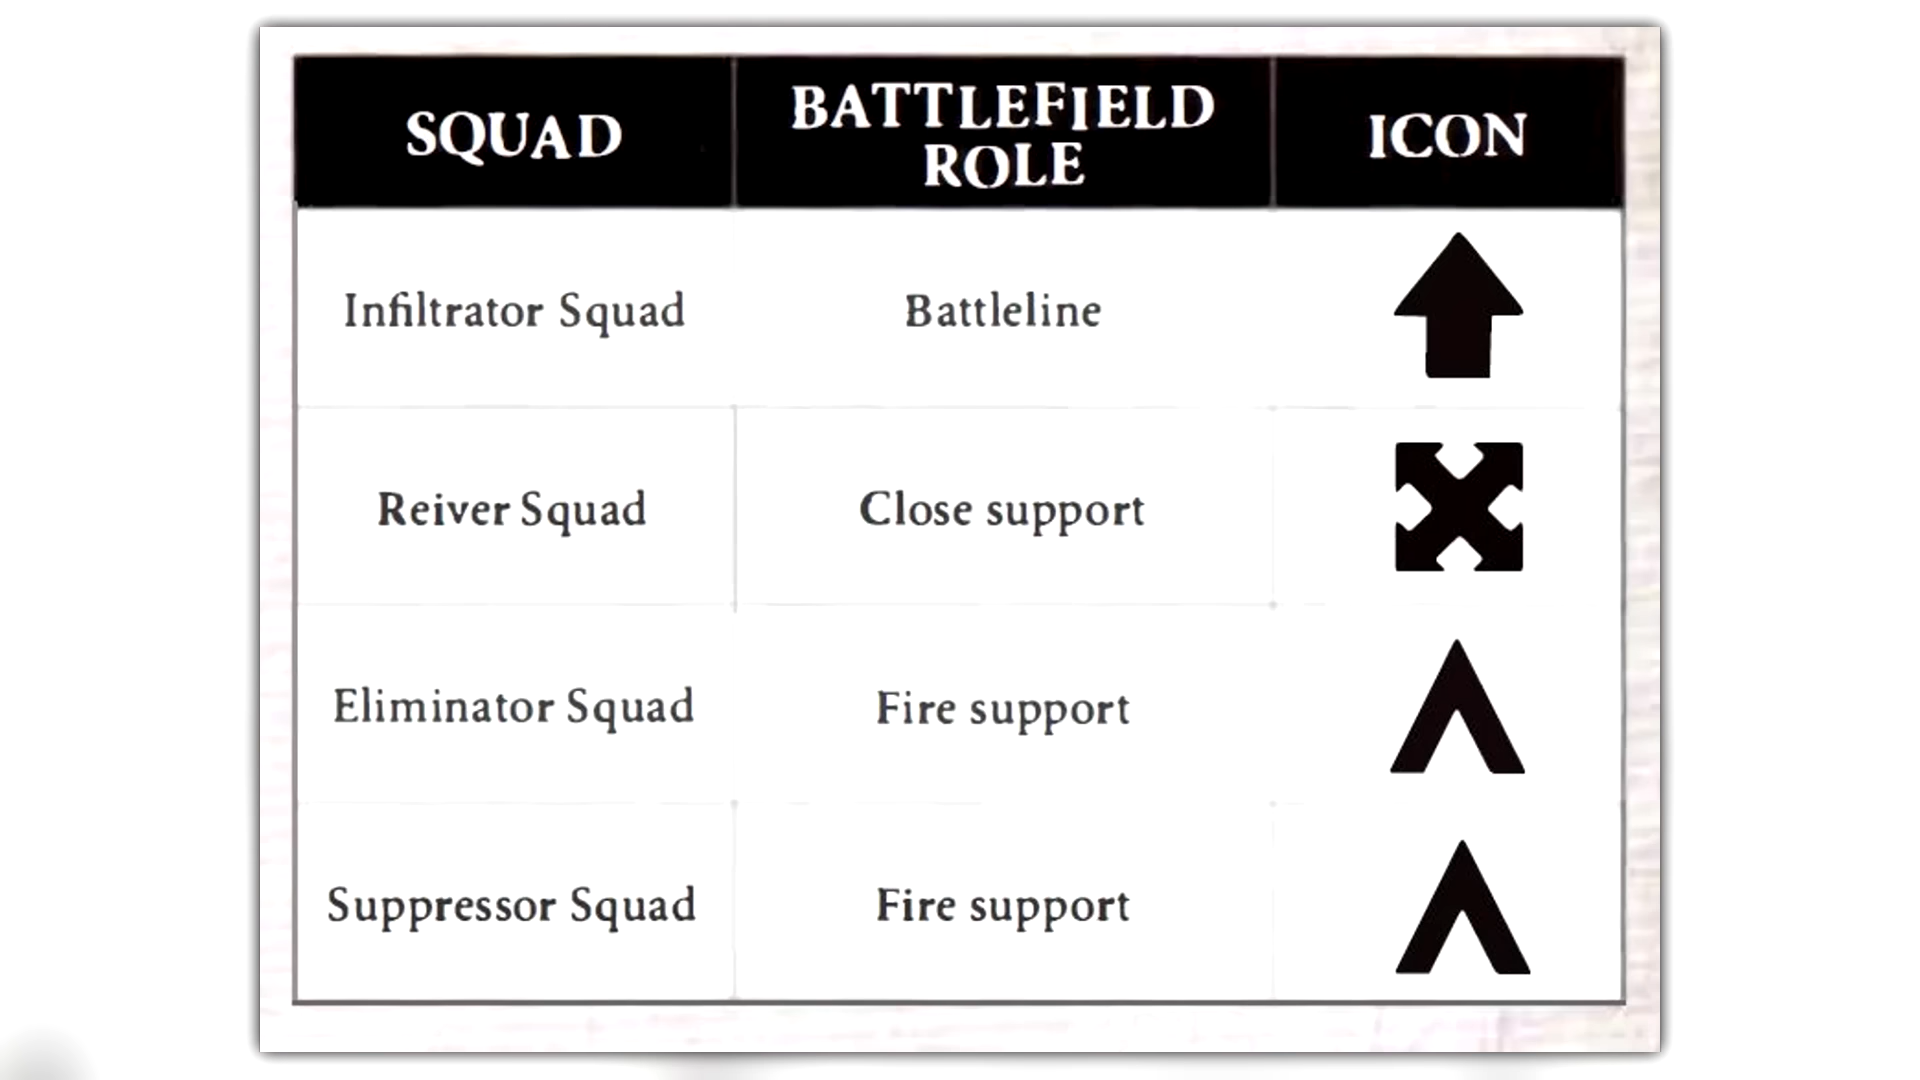 SQUAD
BATTLEFIELD
ROLE
ICON
Infiltrator Squad
Battleline
Reiver Squad
Close support
Eliminator Squad
Fire support
Suppressor Squad
Fire support